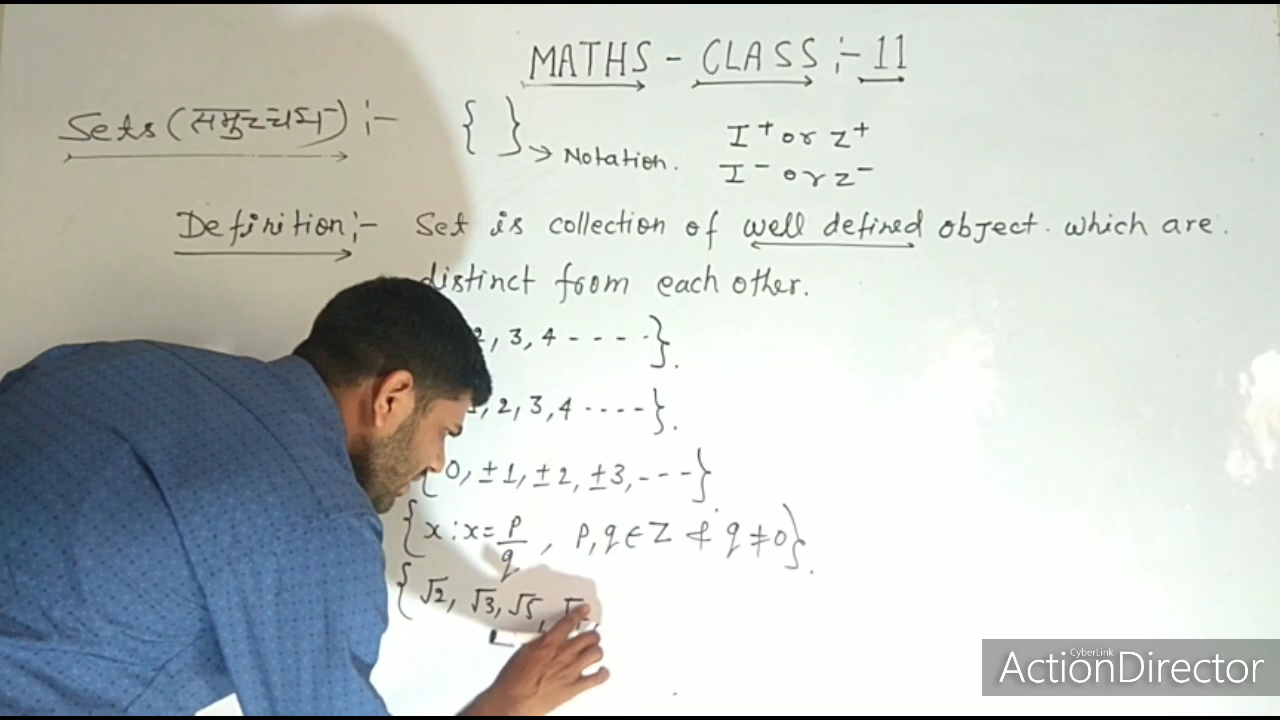 MATHS - CLASS :- 11
Sets (समुच्चय) :- { } → Notation.
I⁺ or Z⁺
I⁻ or Z⁻
Definition :- Set is collection of well defined object. which are.
distinct from each other.
2, 3, 4 - - - - }.
, 2, 3, 4 ---- }.
{0, ±1, ±2, ±3, - - - }
{x : x = p/q , p, q ∈ Z & q ≠ 0}.
{√2, √3, √5,
CyberLink
ActionDirector